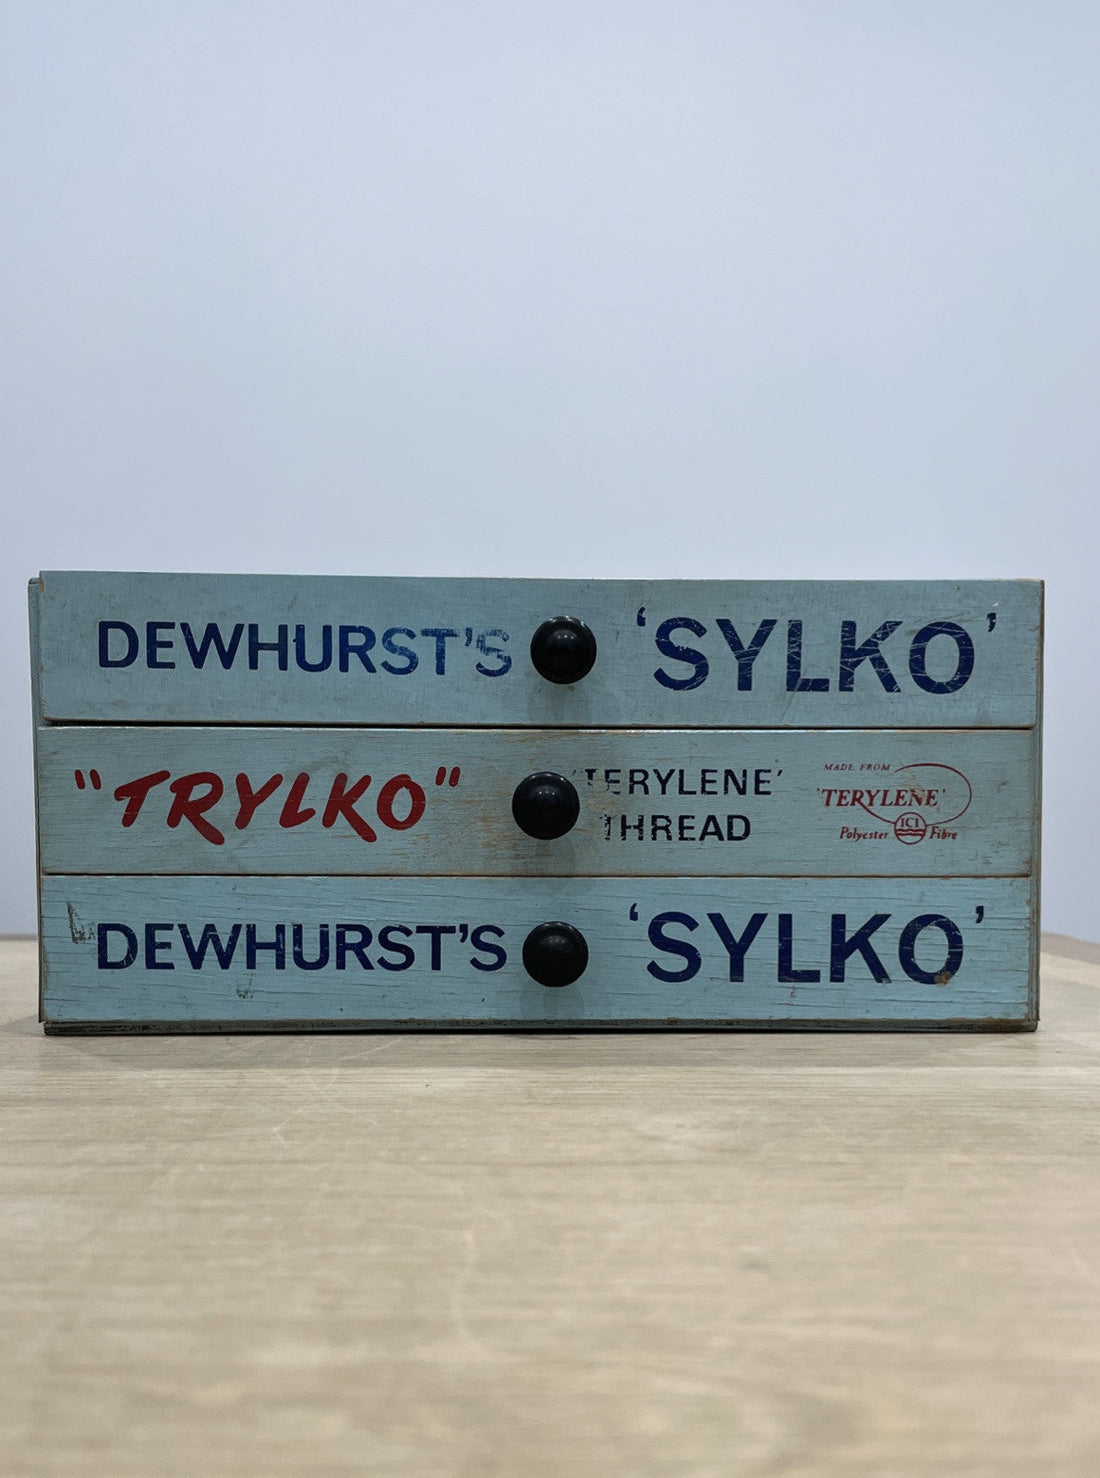 DEWHURST'S 'SYLKO'
"TRYLKO" 'TERYLENE' THREAD
MADE FROM
'TERYLENE'
ICI
Polyester Fibre
DEWHURST'S 'SYLKO'